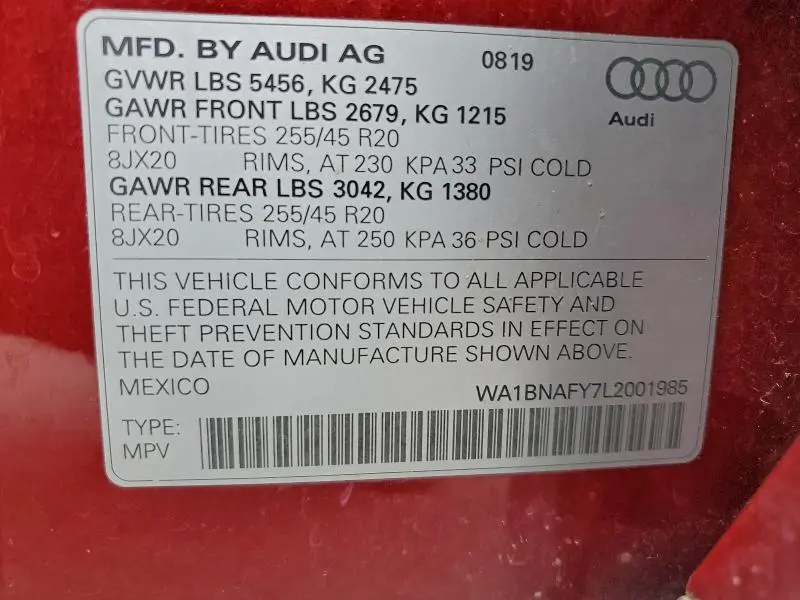 MFD. BY AUDI AG 0819
GVWR LBS 5456, KG 2475
GAWR FRONT LBS 2679, KG 1215
Audi
FRONT-TIRES 255/45 R20
8JX20 RIMS, AT 230 KPA 33 PSI COLD
GAWR REAR LBS 3042, KG 1380
REAR-TIRES 255/45 R20
8JX20 RIMS, AT 250 KPA 36 PSI COLD
THIS VEHICLE CONFORMS TO ALL APPLICABLE
U.S. FEDERAL MOTOR VEHICLE SAFETY AND
THEFT PREVENTION STANDARDS IN EFFECT ON
THE DATE OF MANUFACTURE SHOWN ABOVE.
MEXICO WA1BNAFY7L2001985
TYPE:
MPV